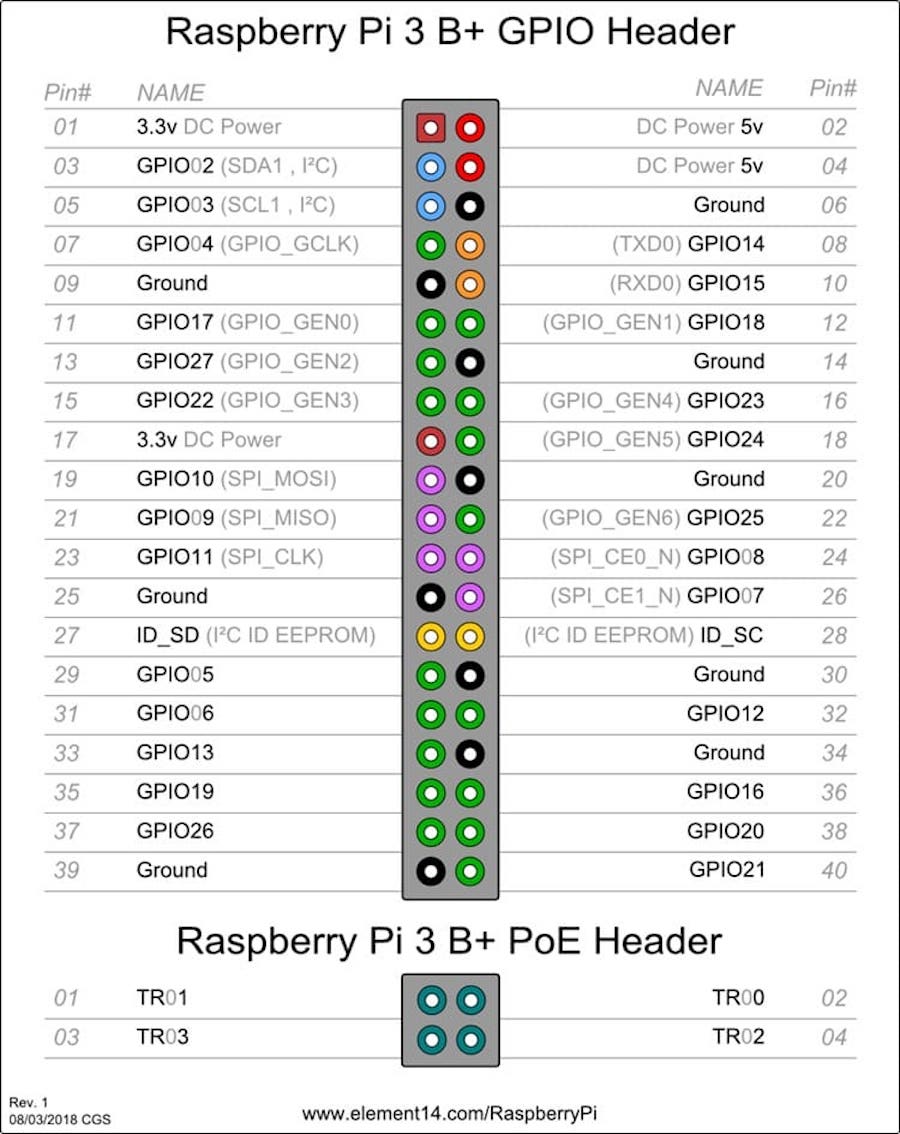 Raspberry Pi 3 B+ GPIO Header
Pin# NAME NAME Pin#
01 3.3v DC Power DC Power 5v 02
03 GPIO02 (SDA1 , I²C) DC Power 5v 04
05 GPIO03 (SCL1 , I²C) Ground 06
07 GPIO04 (GPIO_GCLK) (TXD0) GPIO14 08
09 Ground (RXD0) GPIO15 10
11 GPIO17 (GPIO_GEN0) (GPIO_GEN1) GPIO18 12
13 GPIO27 (GPIO_GEN2) Ground 14
15 GPIO22 (GPIO_GEN3) (GPIO_GEN4) GPIO23 16
17 3.3v DC Power (GPIO_GEN5) GPIO24 18
19 GPIO10 (SPI_MOSI) Ground 20
21 GPIO09 (SPI_MISO) (GPIO_GEN6) GPIO25 22
23 GPIO11 (SPI_CLK) (SPI_CE0_N) GPIO08 24
25 Ground (SPI_CE1_N) GPIO07 26
27 ID_SD (I²C ID EEPROM) (I²C ID EEPROM) ID_SC 28
29 GPIO05 Ground 30
31 GPIO06 GPIO12 32
33 GPIO13 Ground 34
35 GPIO19 GPIO16 36
37 GPIO26 GPIO20 38
39 Ground GPIO21 40
Raspberry Pi 3 B+ PoE Header
01 TR01 TR00 02
03 TR03 TR02 04
Rev. 1
08/03/2018 CGS
www.element14.com/RaspberryPi